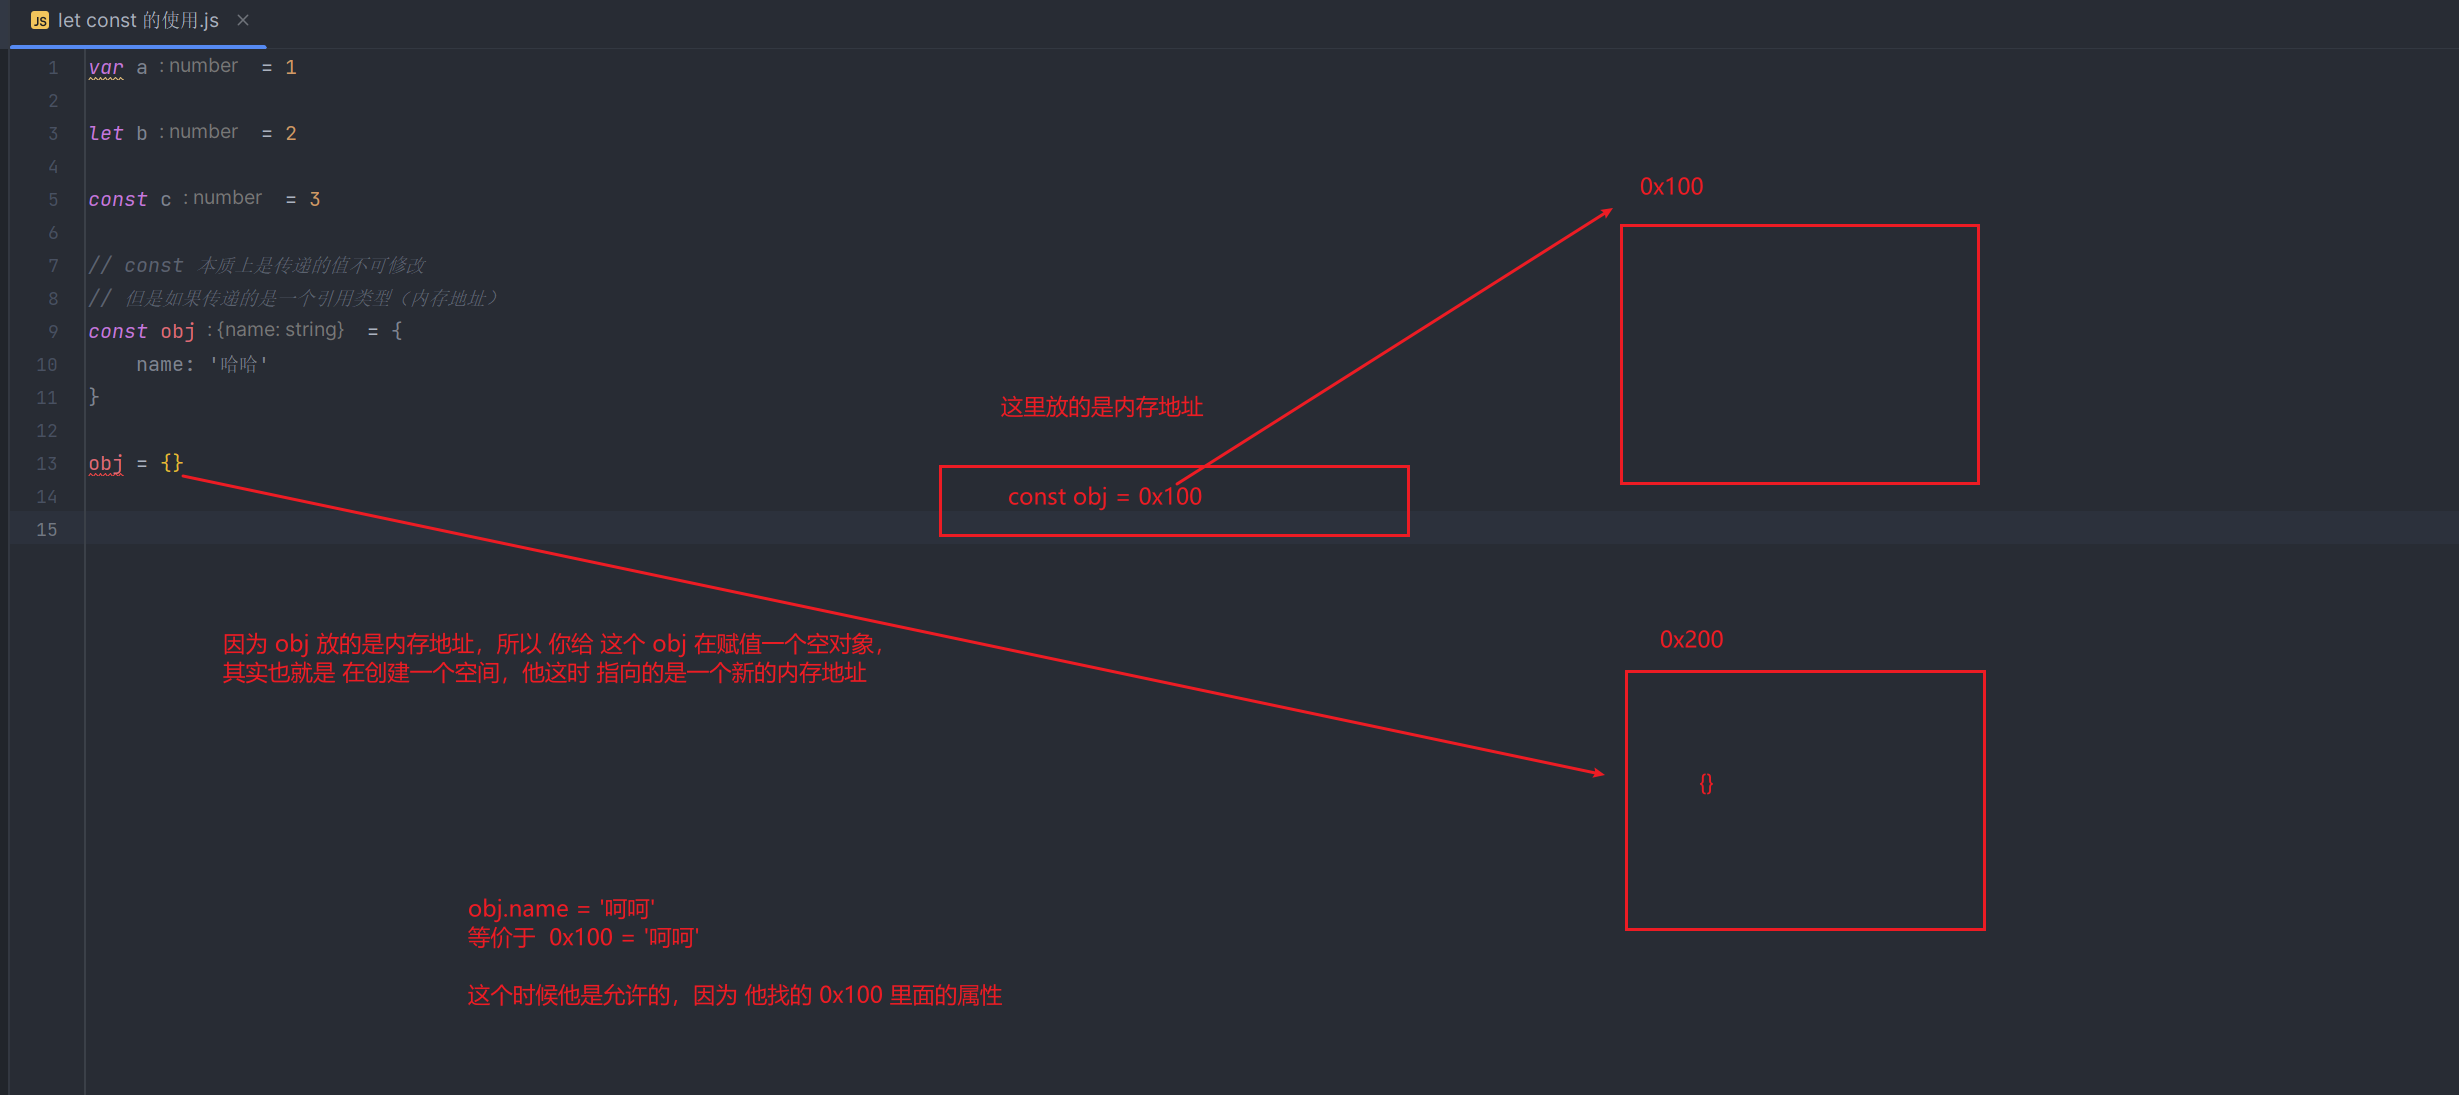 let const 的使用.js
1 var a : number = 1
2
3 let b : number = 2
4
5 const c : number = 3
6
7 // const 本质上是传递的值不可修改
8 // 但是如果传递的是一个引用类型（内存地址）
9 const obj : {name: string} = {
10 name: '哈哈'
11 }
12
13 obj = {}
14
15
0x100
这里放的是内存地址
const obj = 0x100
因为 obj 放的是内存地址，所以 你给 这个 obj 在赋值一个空对象，
其实也就是 在创建一个空间，他这时 指向的是一个新的内存地址
0x200
{}
obj.name = '呵呵'
等价于 0x100 = '呵呵'
这个时候他是允许的，因为 他找的 0x100 里面的属性